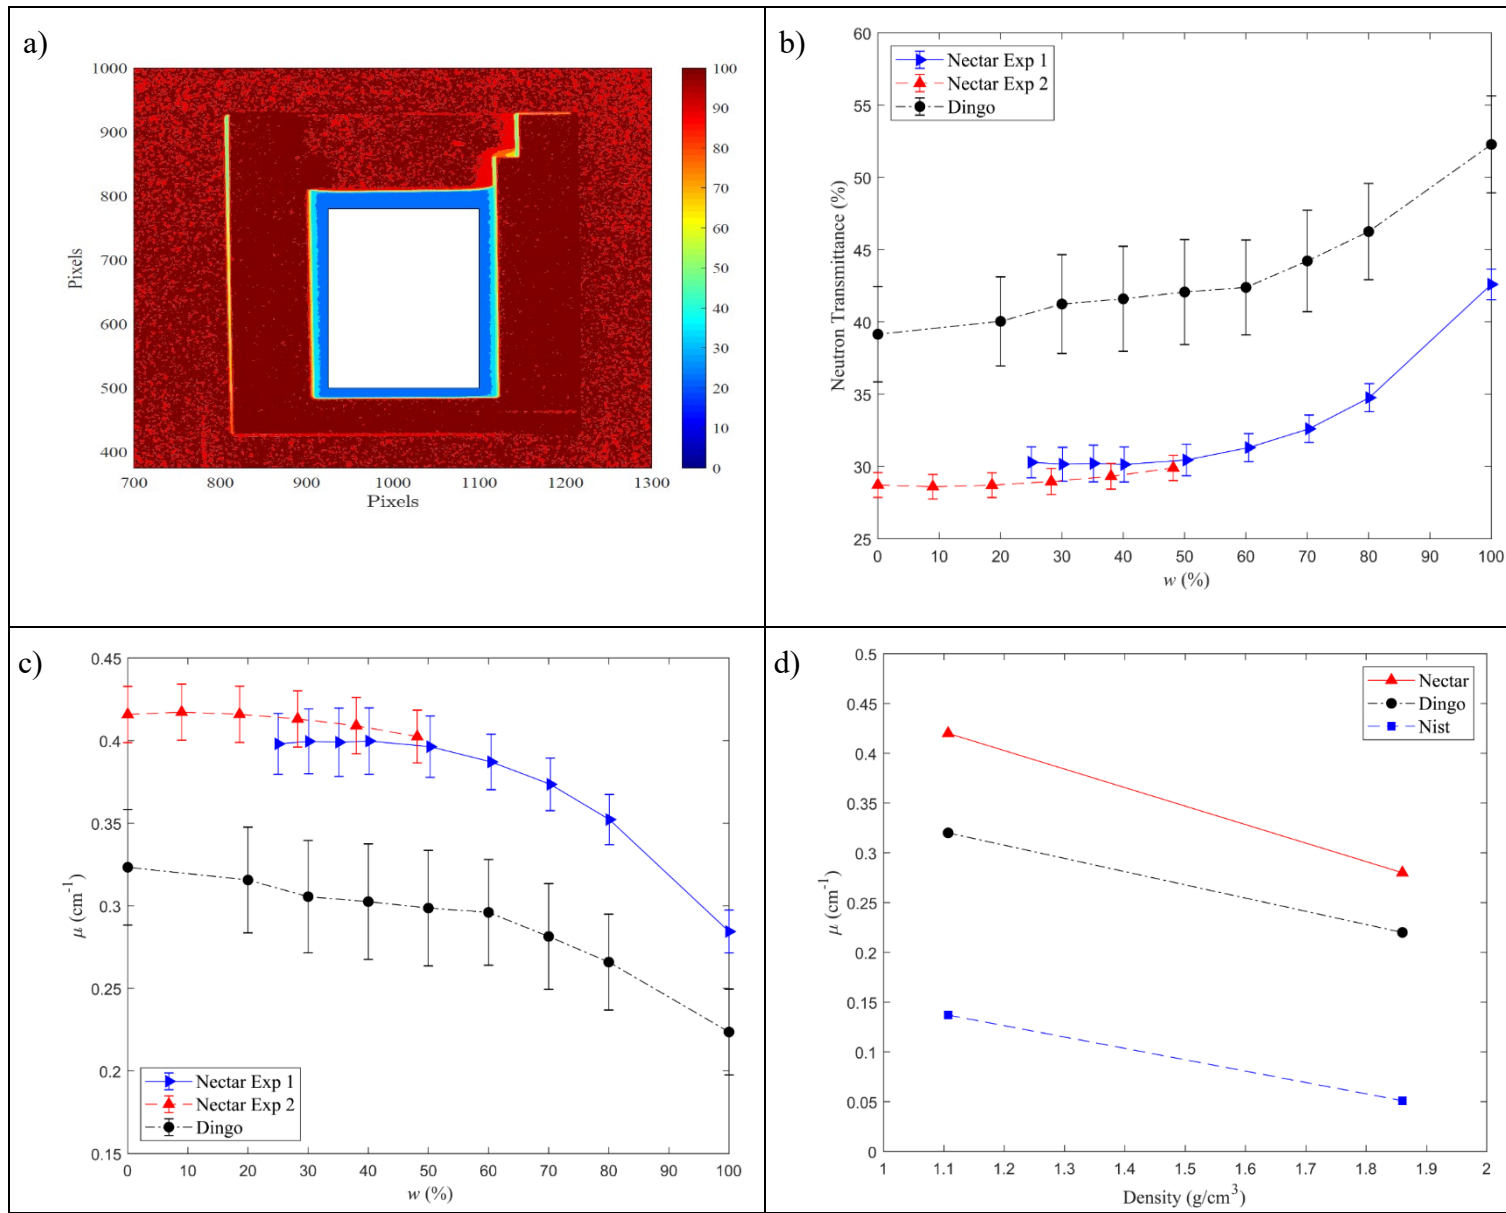 a)
1000
900
800
700
600
500
400
Pixels
700 800 900 1000 1100 1200 1300
Pixels
100
90
80
70
60
50
40
30
20
10
0
b)
60
55
50
45
40
35
30
25
Neutron Transmittance (%)
Nectar Exp 1
Nectar Exp 2
Dingo
0 10 20 30 40 50 60 70 80 90 100
w (%)
c)
0.45
0.4
0.35
0.3
0.25
0.2
0.15
μ (cm⁻¹)
Nectar Exp 1
Nectar Exp 2
Dingo
0 10 20 30 40 50 60 70 80 90 100
w (%)
d)
0.5
0.45
0.4
0.35
0.3
0.25
0.2
0.15
0.1
0.05
0
μ (cm⁻¹)
Nectar
Dingo
Nist
1 1.1 1.2 1.3 1.4 1.5 1.6 1.7 1.8 1.9 2
Density (g/cm³)